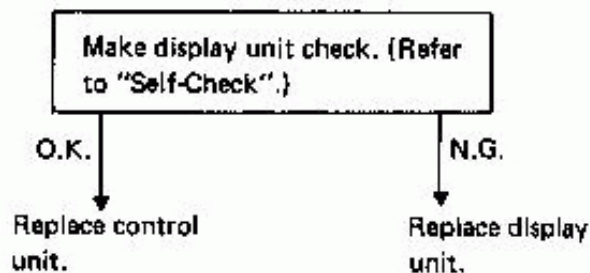 Make display unit check. (Refer
to "Self-Check".)
O.K.
N.G.
Replace control
unit.
Replace display
unit.